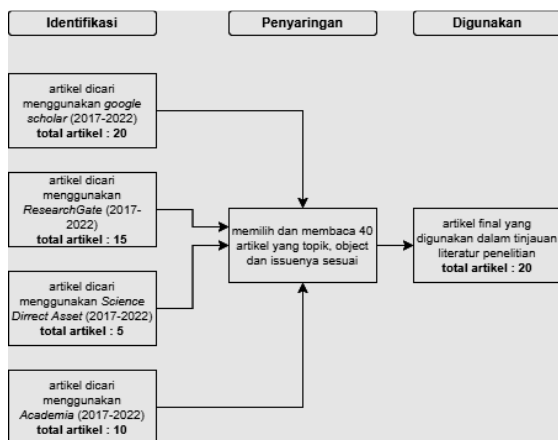 Identifikasi
Penyaringan
Digunakan
artikel dicari
menggunakan google
scholar (2017-2022)
total artikel : 20
artikel dicari
menggunakan
ResearchGate (2017-
2022)
total artikel : 15
artikel dicari
menggunakan Science
Dirrect Asset (2017-2022)
total artikel : 5
artikel dicari
menggunakan
Academia (2017-2022)
total artikel : 10
memilih dan membaca 40
artikel yang topik, object
dan issuenya sesuai
artikel final yang
digunakan dalam tinjauan
literatur penelitian
total artikel : 20